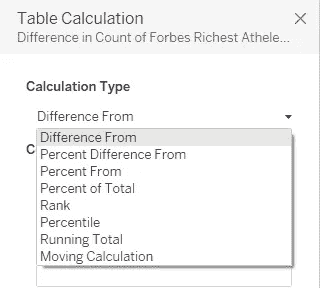 Table Calculation
Difference in Count of Forbes Richest Athele...
Calculation Type
Difference From
Difference From
C
Percent Difference From
Percent From
Percent of Total
Rank
Percentile
Running Total
Moving Calculation